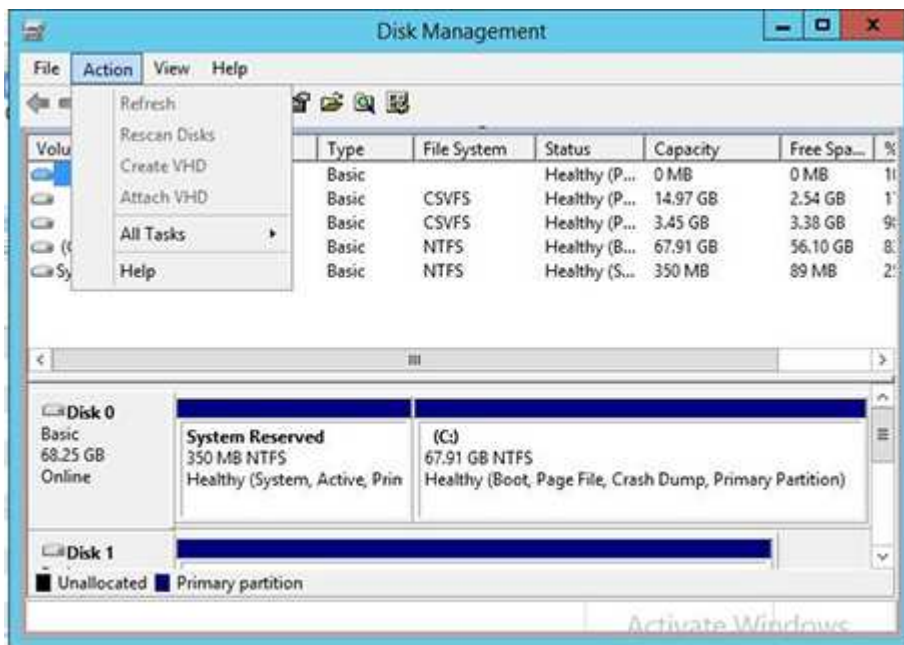 Disk Management
File Action View Help
Refresh
Rescan Disks
Create VHD
Attach VHD
All Tasks
Help
Volu Type File System Status Capacity Free Spa... %
Basic Healthy (P... 0 MB 0 MB
Basic CSVFS Healthy (P... 14.97 GB 2.54 GB
Basic CSVFS Healthy (P... 3.45 GB 3.38 GB
Basic NTFS Healthy (B... 67.91 GB 56.10 GB
Sy Basic NTFS Healthy (S... 350 MB 89 MB
Disk 0
Basic
68.25 GB
Online
System Reserved
350 MB NTFS
Healthy (System, Active, Prin
(C:)
67.91 GB NTFS
Healthy (Boot, Page File, Crash Dump, Primary Partition)
Disk 1
Unallocated Primary partition
Activate Windows